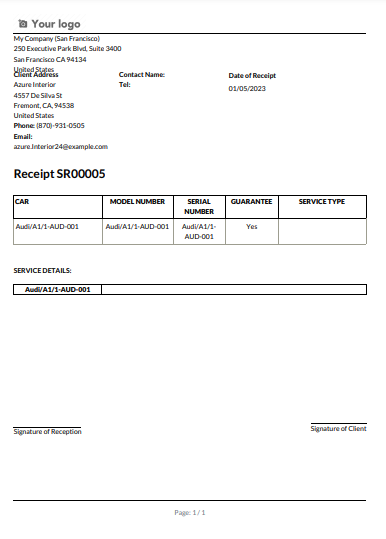 Your logo
My Company (San Francisco)
250 Executive Park Blvd, Suite 3400
San Francisco CA 94134
United States
Client Address Contact Name: Date of Receipt
Azure Interior Tel: 01/05/2023
4557 De Silva St
Fremont, CA, 94538
United States
Phone: (870)-931-0505
Email:
azure.Interior24@example.com
Receipt SR00005
CAR MODEL NUMBER SERIAL NUMBER GUARANTEE SERVICE TYPE
Audi/A1/1-AUD-001 Audi/A1/1-AUD-001 Audi/A1/1-AUD-001 Yes
SERVICE DETAILS:
Audi/A1/1-AUD-001
Signature of Reception Signature of Client
Page: 1 / 1